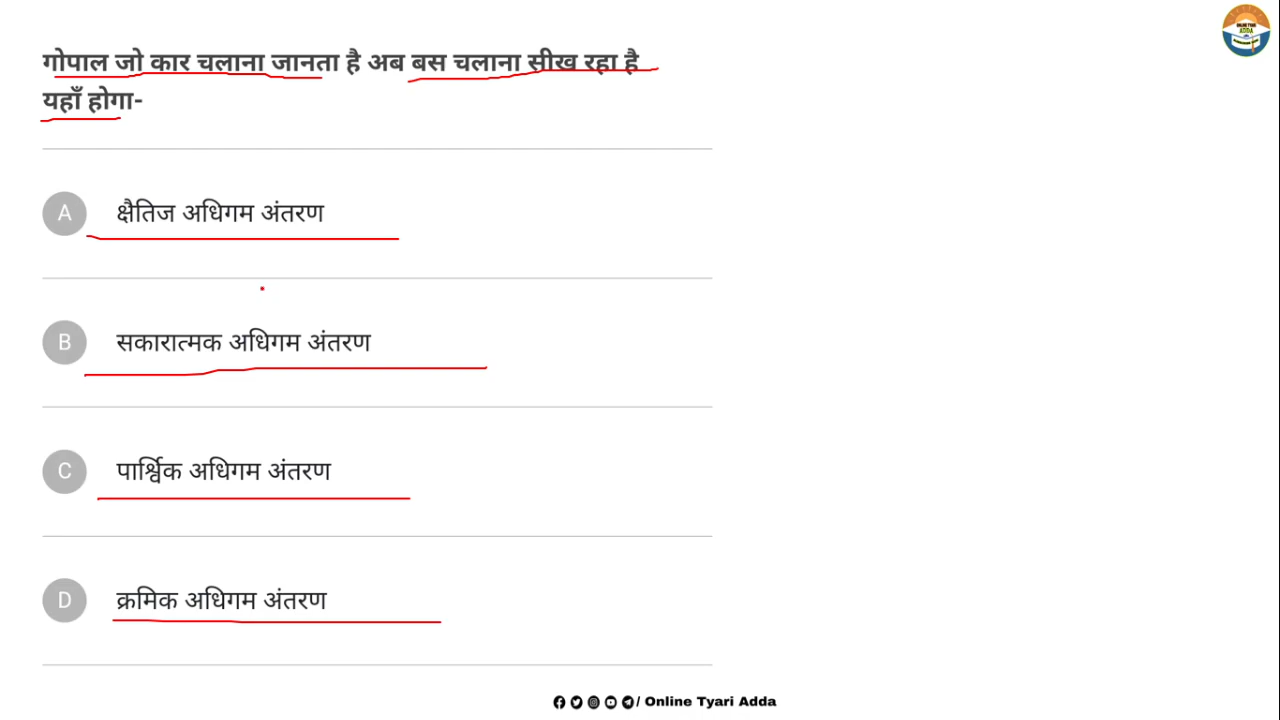 गोपाल जो कार चलाना जानता है अब बस चलाना सीख रहा है
यहाँ होगा-
A क्षैतिज अधिगम अंतरण
B सकारात्मक अधिगम अंतरण
C पार्श्विक अधिगम अंतरण
D क्रमिक अधिगम अंतरण
/ Online Tyari Adda